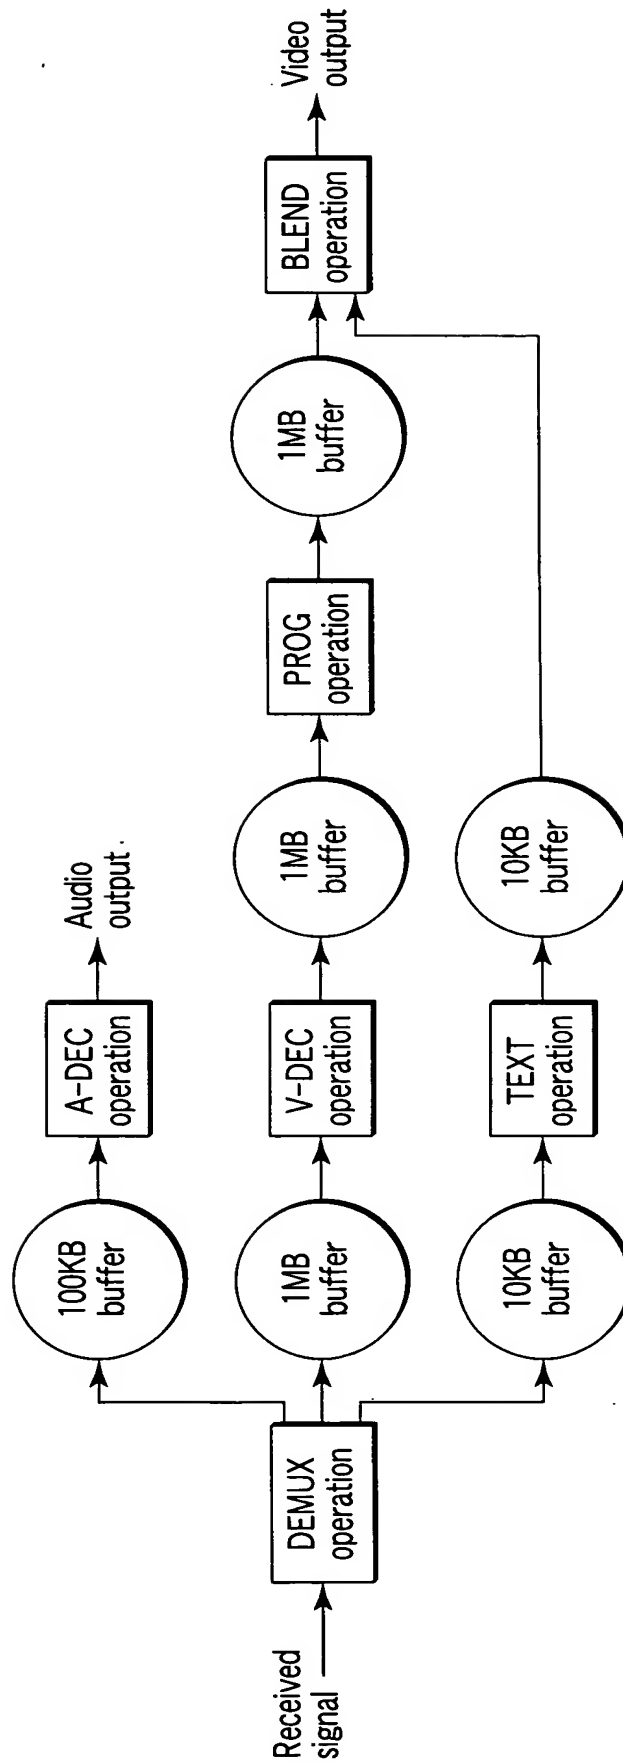 Received
signal
DEMUX
operation
100KB
buffer
A-DEC
operation
Audio
output
1MB
buffer
V-DEC
operation
1MB
buffer
PROG
operation
1MB
buffer
BLEND
operation
Video
output
10KB
buffer
TEXT
operation
10KB
buffer